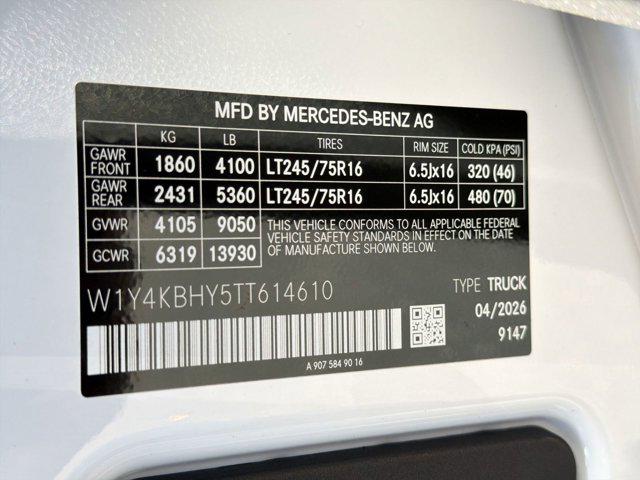 MFD BY MERCEDES-BENZ AG
KG LB TIRES RIM SIZE COLD KPA (PSI)
GAWR FRONT 1860 4100 LT245/75R16 6.5Jx16 320 (46)
GAWR REAR 2431 5360 LT245/75R16 6.5Jx16 480 (70)
GVWR 4105 9050
GCWR 6319 13930
THIS VEHICLE CONFORMS TO ALL APPLICABLE FEDERAL
VEHICLE SAFETY STANDARDS IN EFFECT ON THE DATE
OF MANUFACTURE SHOWN ABOVE.
W1Y4KBHY5TT614610
TYPE TRUCK
04/2026
9147
A 907 584 90 16